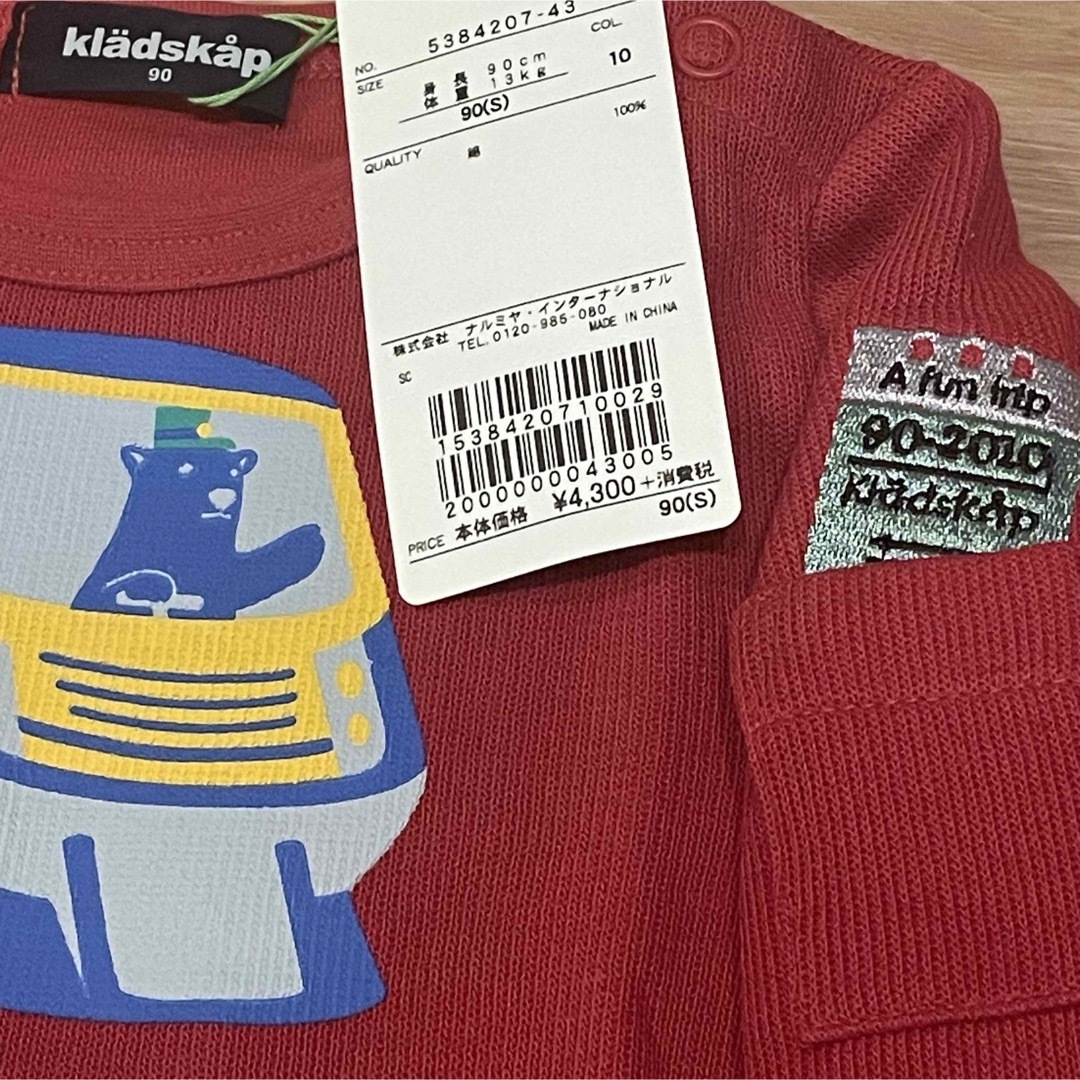 klädskåp
90
NO. 5384207-43 COL.
SIZE 身長 90cm 10
体重 13kg
90(S)
QUALITY 綿 100%
株式会社 ナルミヤ・インターナショナル
TEL.0120-985-080
MADE IN CHINA
SC
1538420710029
2000000043005
PRICE 本体価格 ¥4,300+消費税
90(S)
A fun trip
90-2010
klädskåp